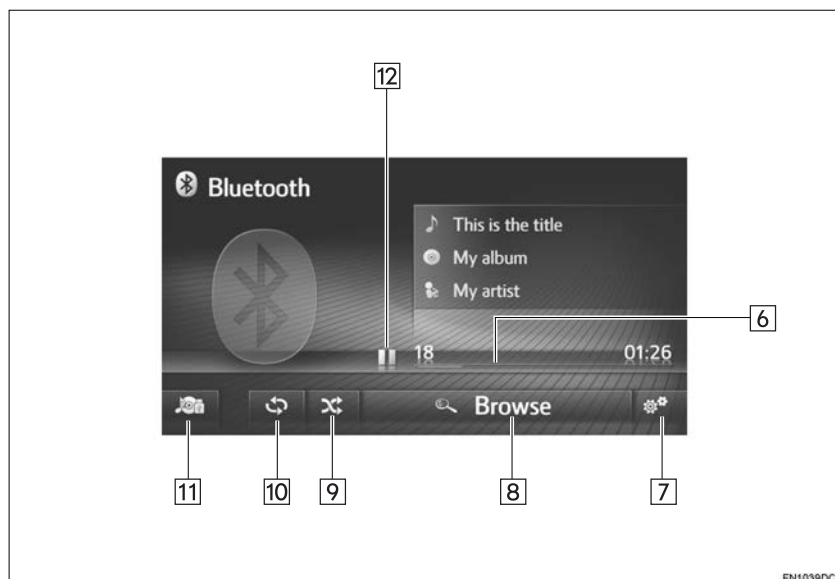 12
Bluetooth
This is the title
My album
My artist
6
18 01:26
Browse
11 10 9 8 7
EN1039DC